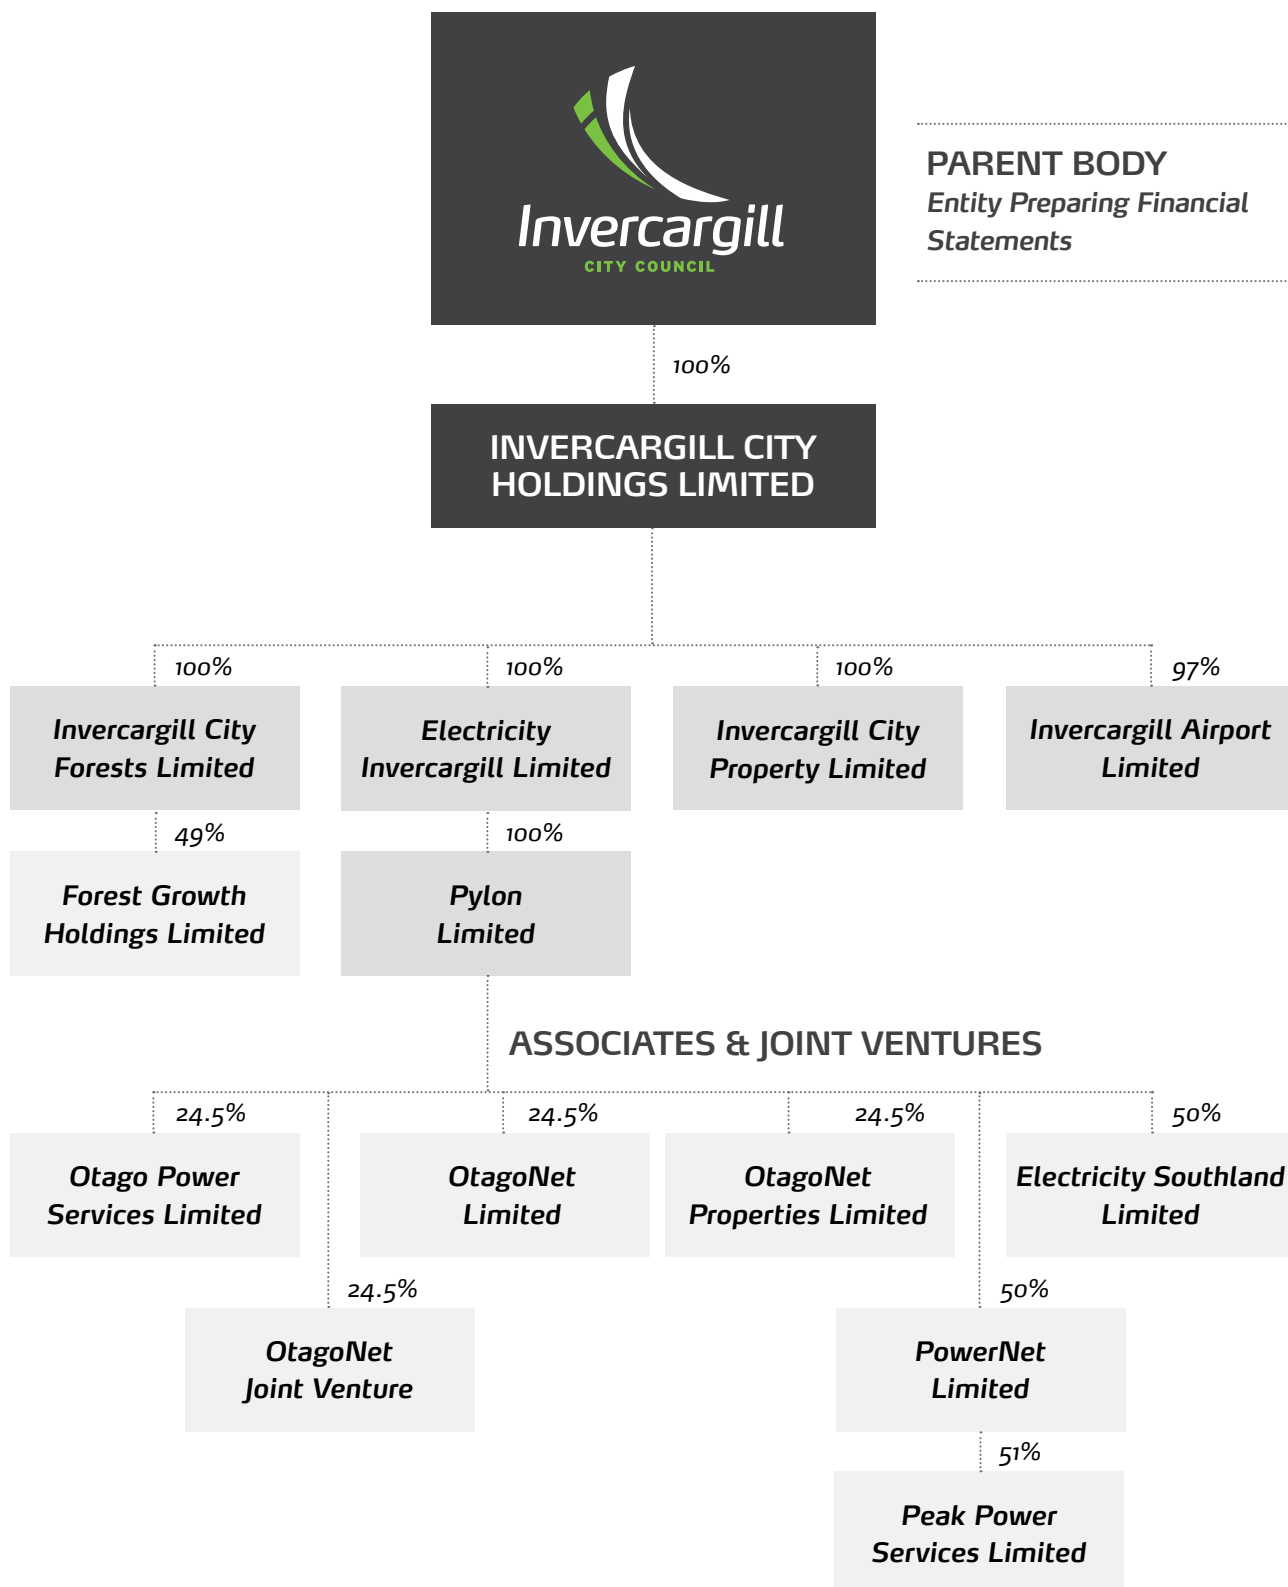 Invercargill
CITY COUNCIL
PARENT BODY
Entity Preparing Financial
Statements
100%
INVERCARGILL CITY
HOLDINGS LIMITED
100%
100%
100%
97%
Invercargill City
Forests Limited
Electricity
Invercargill Limited
Invercargill City
Property Limited
Invercargill Airport
Limited
49%
100%
Forest Growth
Holdings Limited
Pylon
Limited
ASSOCIATES & JOINT VENTURES
24.5%
24.5%
24.5%
50%
Otago Power
Services Limited
OtagoNet
Limited
OtagoNet
Properties Limited
Electricity Southland
Limited
24.5%
50%
OtagoNet
Joint Venture
PowerNet
Limited
51%
Peak Power
Services Limited